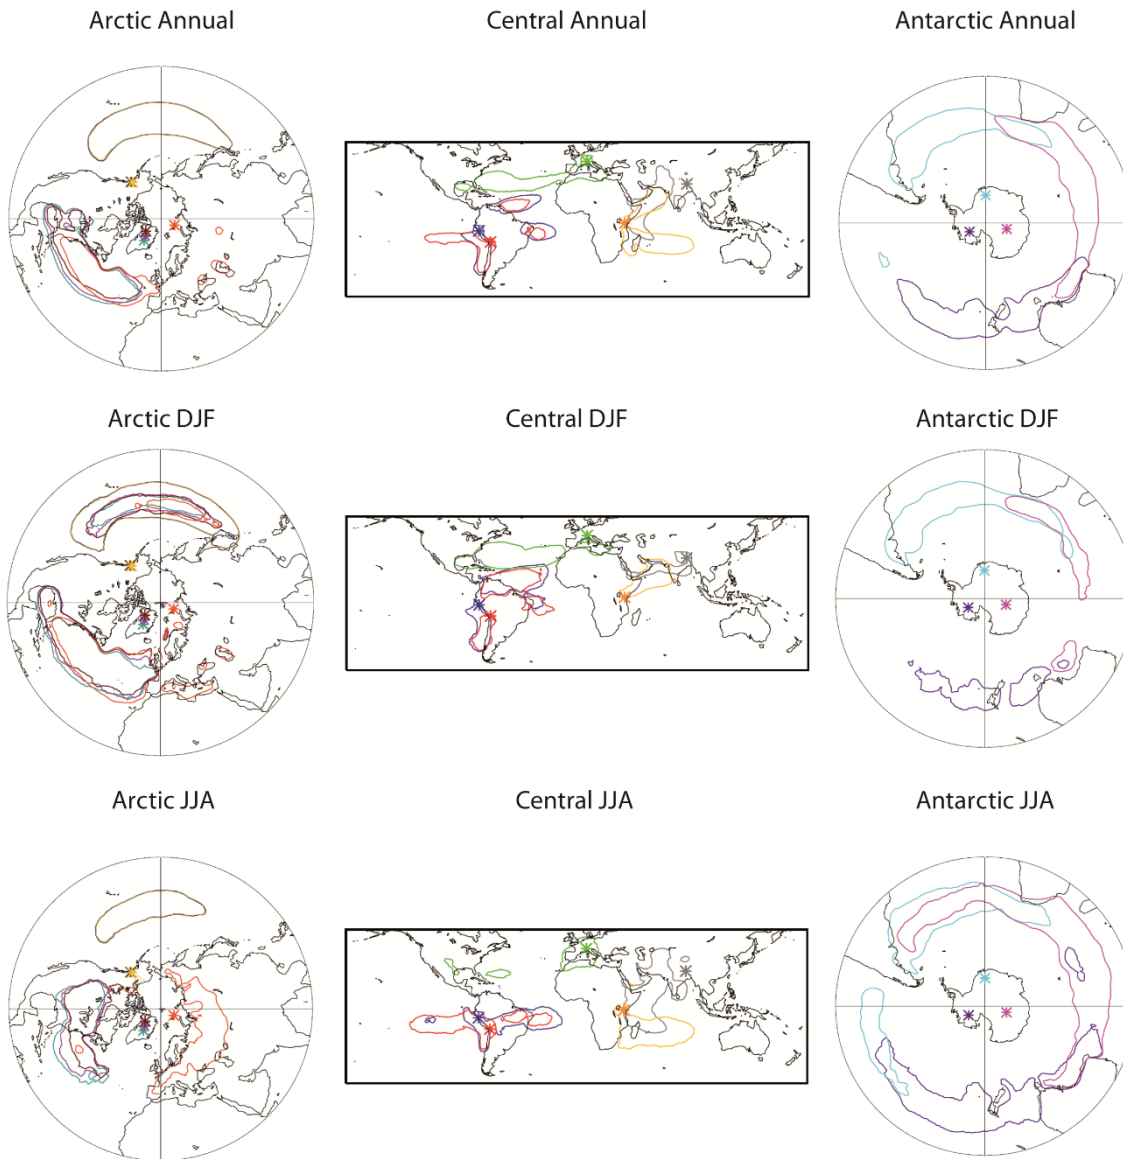 Arctic Annual
Central Annual
Antarctic Annual
Arctic DJF
Central DJF
Antarctic DJF
Arctic JJA
Central JJA
Antarctic JJA